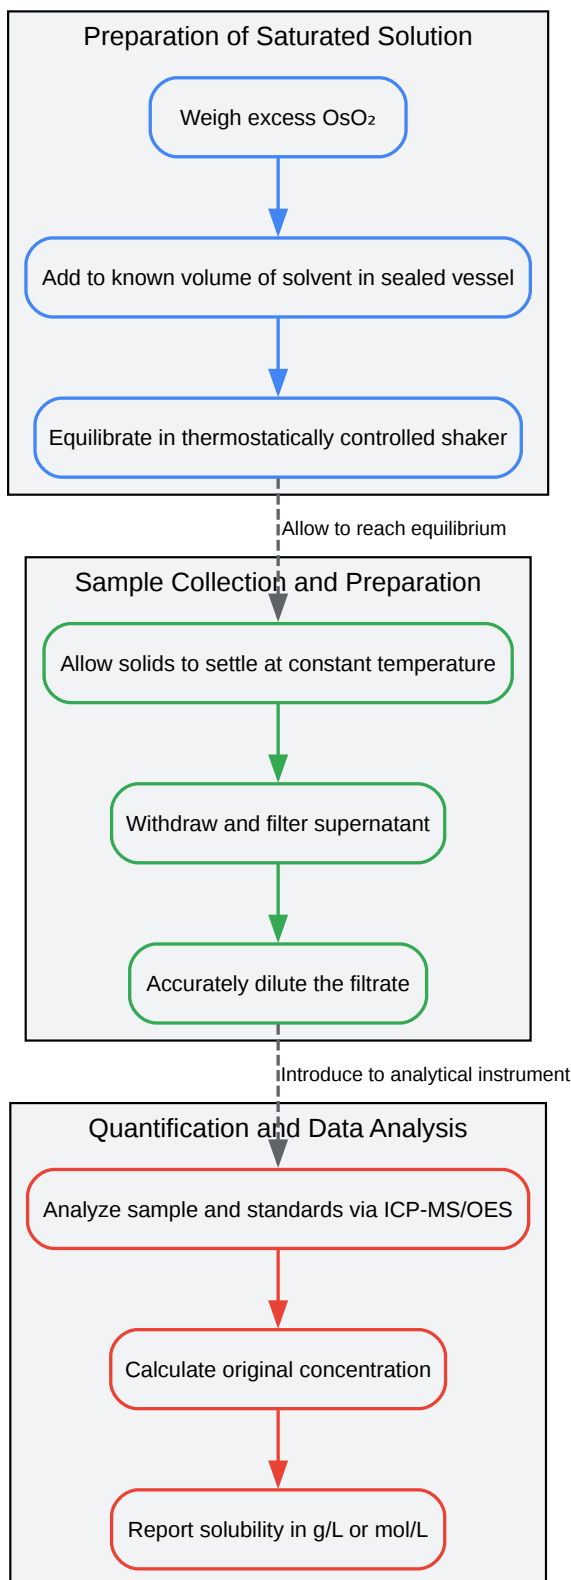 Preparation of Saturated Solution
Weigh excess OsO₂
Add to known volume of solvent in sealed vessel
Equilibrate in thermostatically controlled shaker
Allow to reach equilibrium
Sample Collection and Preparation
Allow solids to settle at constant temperature
Withdraw and filter supernatant
Accurately dilute the filtrate
Introduce to analytical instrument
Quantification and Data Analysis
Analyze sample and standards via ICP-MS/OES
Calculate original concentration
Report solubility in g/L or mol/L